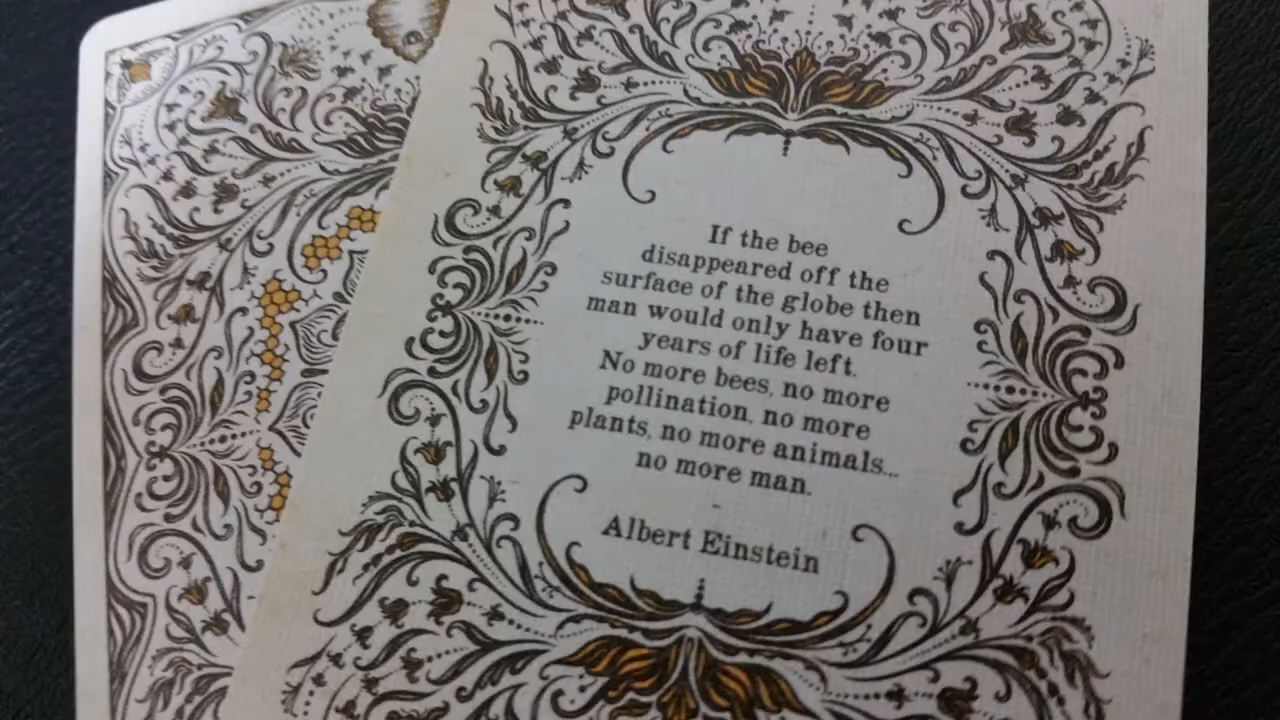 If the bee
disappeared off the
surface of the globe then
man would only have four
years of life left.
No more bees, no more
pollination, no more
plants, no more animals...
no more man.
-
Albert Einstein